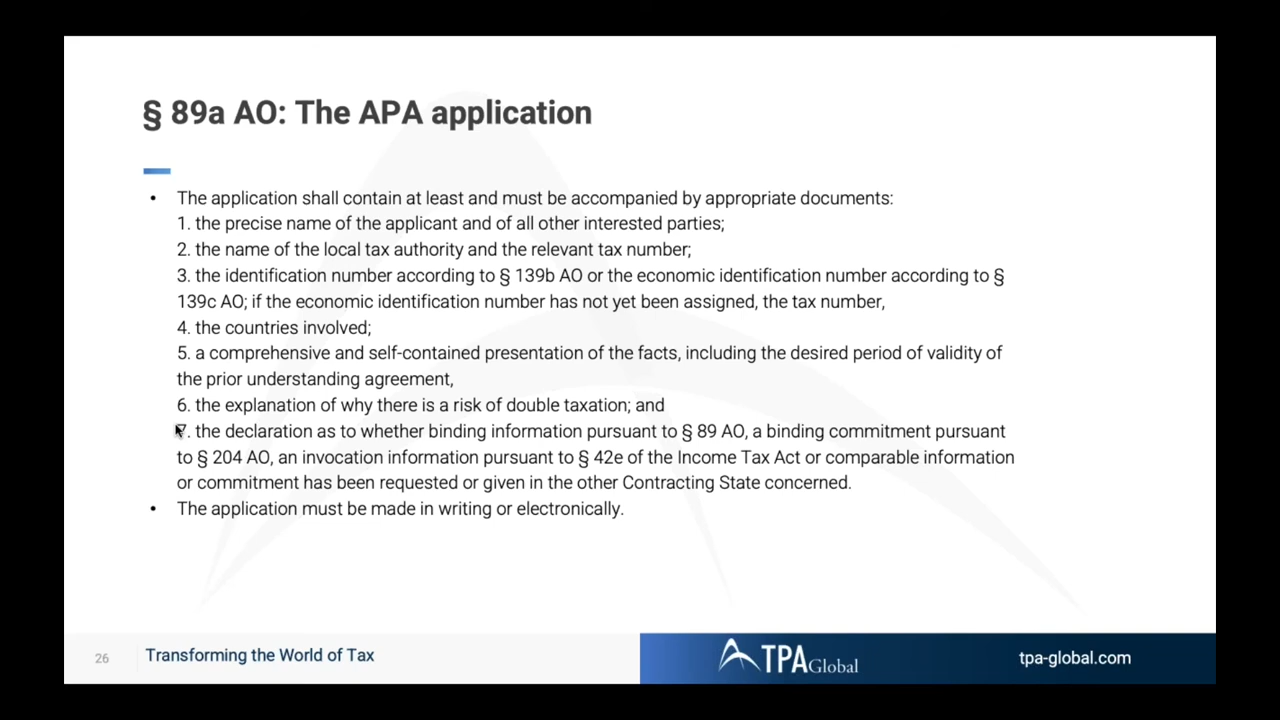 § 89a AO: The APA application
• The application shall contain at least and must be accompanied by appropriate documents:
1. the precise name of the applicant and of all other interested parties;
2. the name of the local tax authority and the relevant tax number;
3. the identification number according to § 139b AO or the economic identification number according to §
139c AO; if the economic identification number has not yet been assigned, the tax number,
4. the countries involved;
5. a comprehensive and self-contained presentation of the facts, including the desired period of validity of
the prior understanding agreement,
6. the explanation of why there is a risk of double taxation; and
7. the declaration as to whether binding information pursuant to § 89 AO, a binding commitment pursuant
to § 204 AO, an invocation information pursuant to § 42e of the Income Tax Act or comparable information
or commitment has been requested or given in the other Contracting State concerned.
• The application must be made in writing or electronically.
26 Transforming the World of Tax TPA Global tpa-global.com